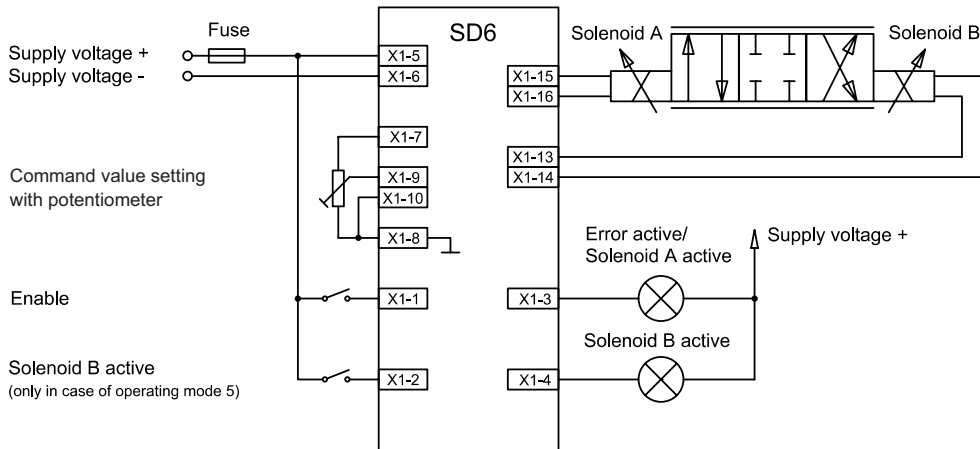 Fuse
SD6
Solenoid A
Solenoid B
Supply voltage +
Supply voltage -
X1-5
X1-6
X1-15
X1-16
X1-7
X1-13
X1-14
Command value setting
with potentiometer
X1-9
X1-10
X1-8
Error active/
Solenoid A active
Supply voltage +
Enable
X1-1
X1-3
Solenoid B active
Solenoid B active
(only in case of operating mode 5)
X1-2
X1-4